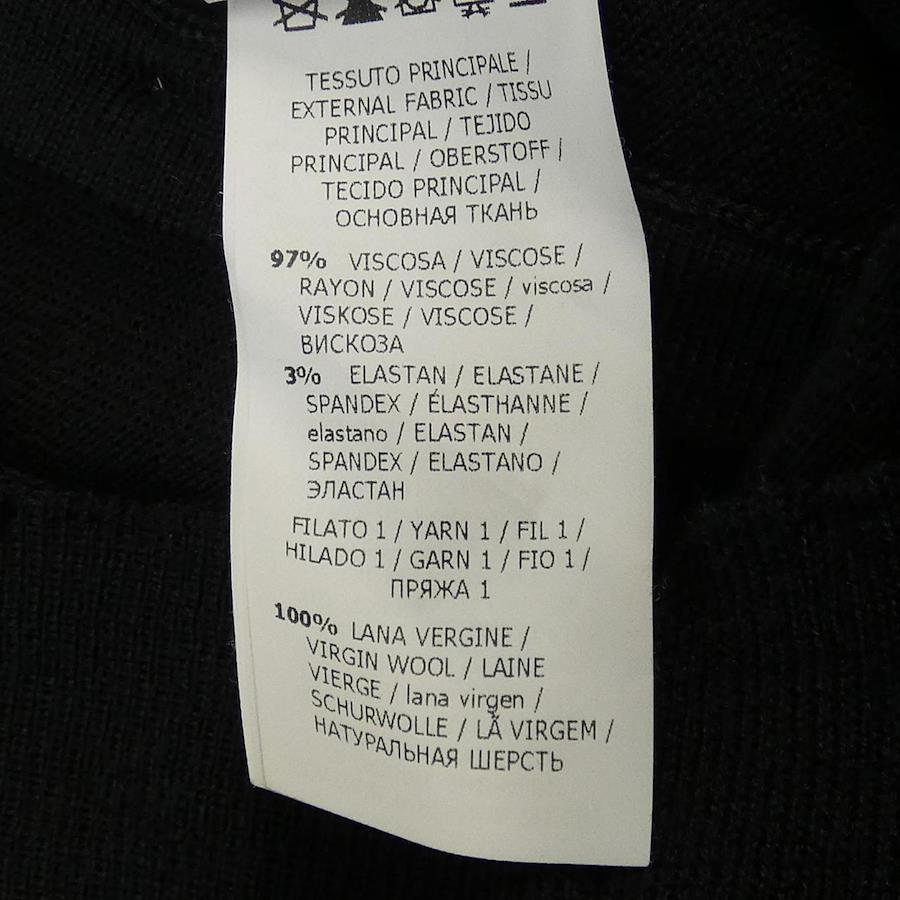 TESSUTO PRINCIPALE /
EXTERNAL FABRIC / TISSU
PRINCIPAL / TEJIDO
PRINCIPAL / OBERSTOFF /
TECIDO PRINCIPAL /
ОСНОВНАЯ ТКАНЬ
97% VISCOSA / VISCOSE /
RAYON / VISCOSE / viscosa /
VISKOSE / VISCOSE /
ВИСКОЗА
3% ELASTAN / ELASTANE /
SPANDEX / ÉLASTHANNE /
elastano / ELASTAN /
SPANDEX / ELASTANO /
ЭЛАСТАН
FILATO 1 / YARN 1 / FIL 1 /
HILADO 1 / GARN 1 / FIO 1 /
ПРЯЖА 1
100% LANA VERGINE /
VIRGIN WOOL / LAINE
VIERGE / lana virgen /
SCHURWOLLE / LÃ VIRGEM /
НАТУРАЛЬНАЯ ШЕРСТЬ